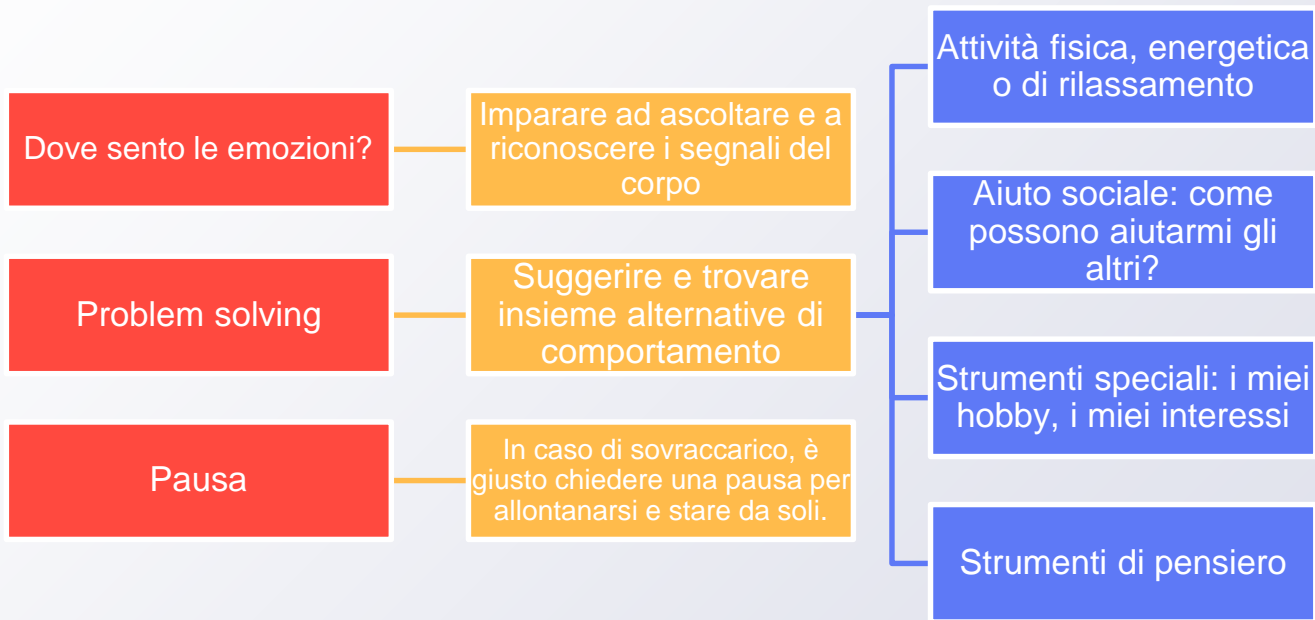 Dove sento le emozioni?
Imparare ad ascoltare e a
riconoscere i segnali del
corpo
Problem solving
Suggerire e trovare
insieme alternative di
comportamento
Attività fisica, energetica
o di rilassamento
Aiuto sociale: come
possono aiutarmi gli
altri?
Strumenti speciali: i miei
hobby, i miei interessi
Strumenti di pensiero
Pausa
In caso di sovraccarico, è
giusto chiedere una pausa per
allontanarsi e stare da soli.